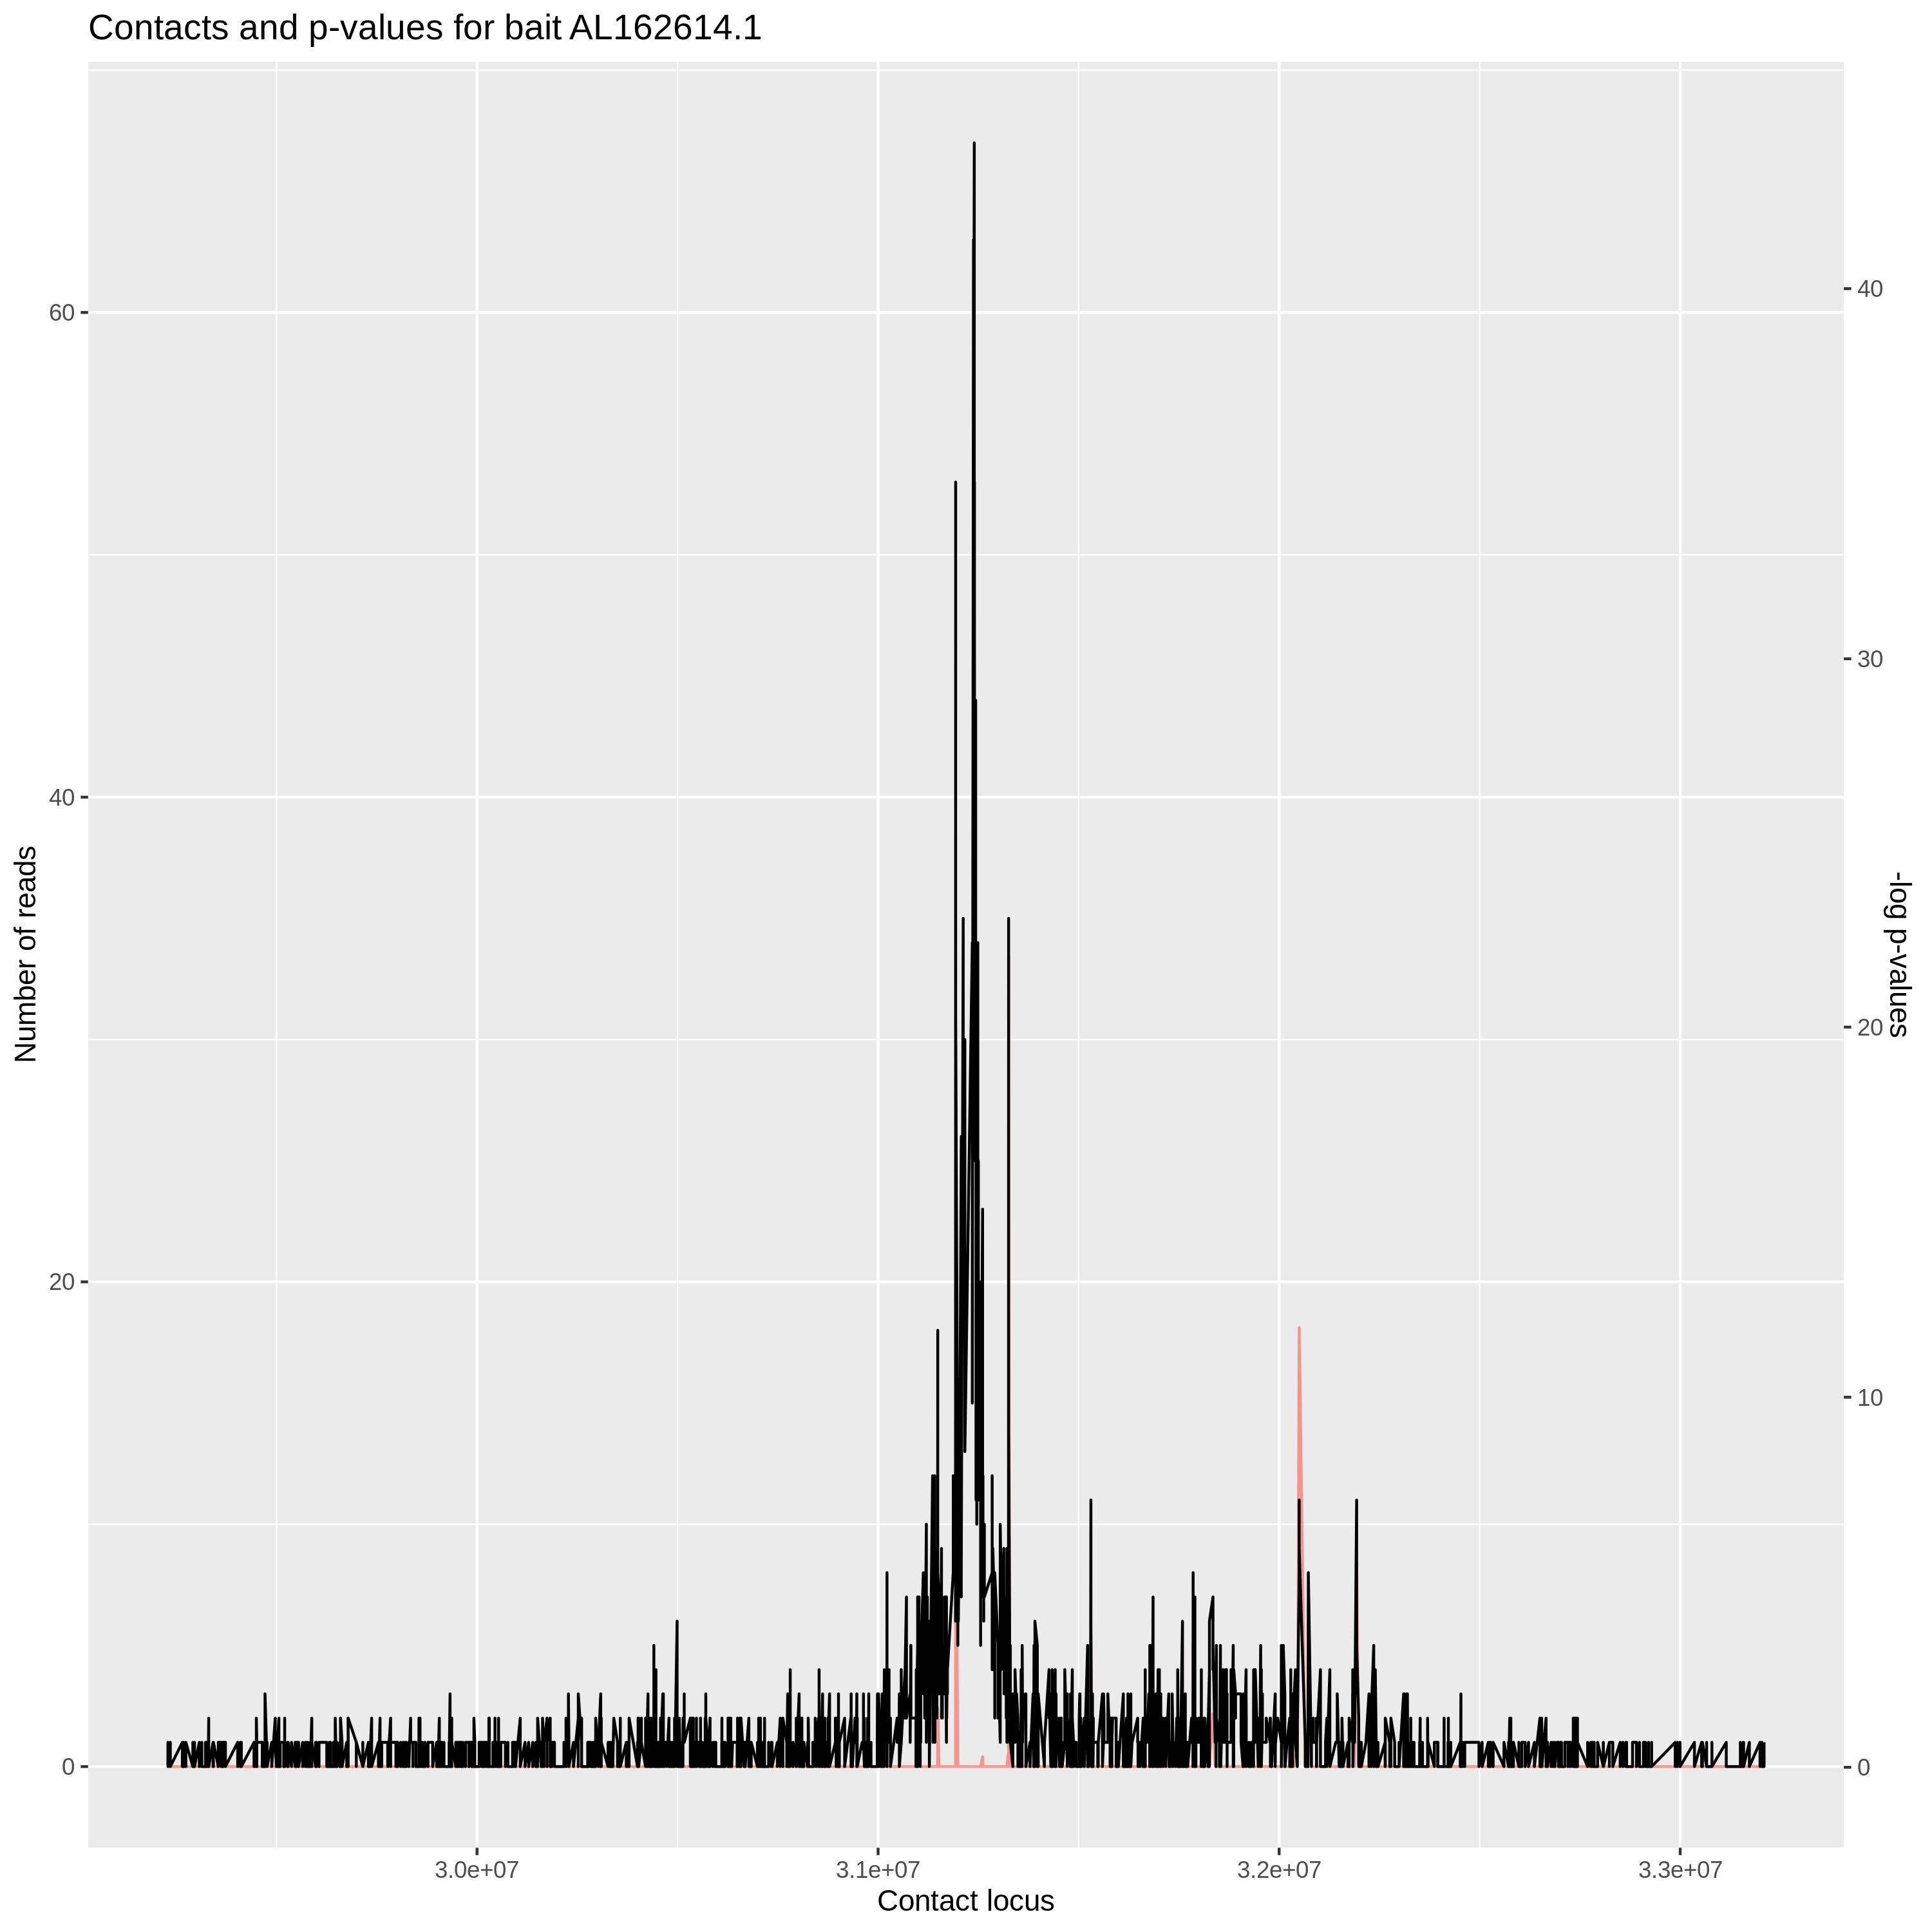 Contacts and p-values for bait AL162614.1
60
40
20
0
Number of reads
40
30
20
10
0
-log p-values
3.0e+07
3.1e+07
3.2e+07
3.3e+07
Contact locus